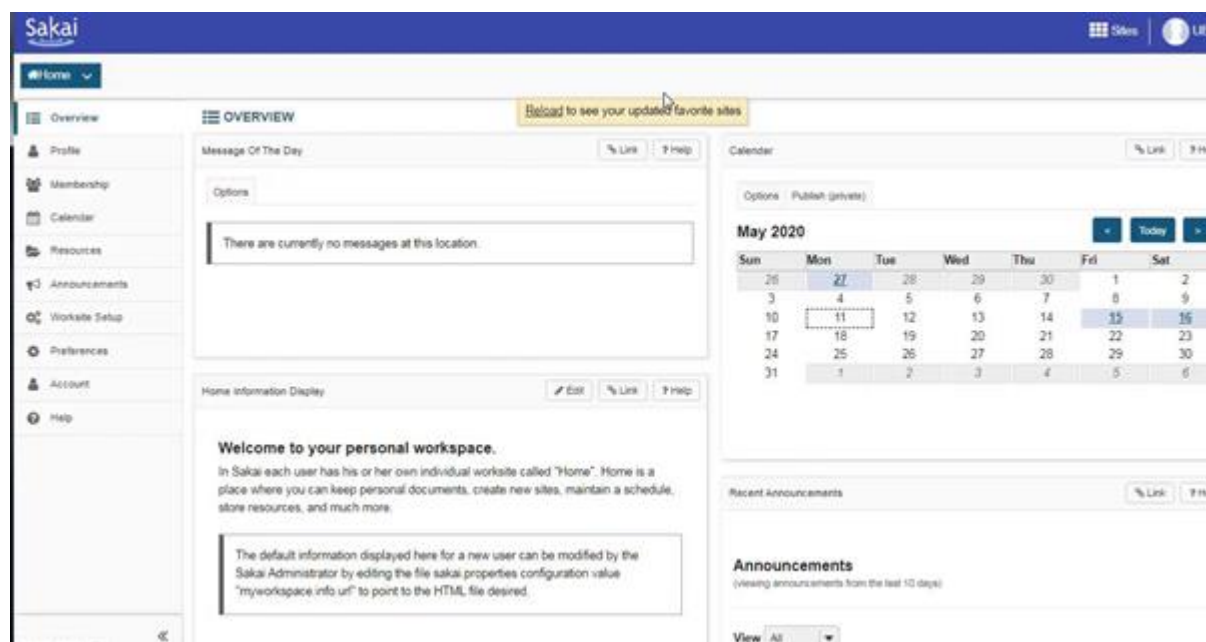 Sakai
Sites
Home
Reload to see your updated favorite sites
Overview
Profile
Membership
Calendar
Resources
Announcements
Worksite Setup
Preferences
Account
Help
OVERVIEW
Message Of The Day
Link ? Help
Options
There are currently no messages at this location.
Home Information Display
Edit Link ? Help
Welcome to your personal workspace.
In Sakai each user has his or her own individual worksite called "Home". Home is a
place where you can keep personal documents, create new sites, maintain a schedule,
store resources, and much more.
The default information displayed here for a new user can be modified by the
Sakai Administrator by editing the file sakai.properties configuration value
"myworkspace.info.url" to point to the HTML file desired.
«
Calendar
Link ? H
Options Publish (private)
May 2020
< Today >
Sun Mon Tue Wed Thu Fri Sat
26 27 28 29 30 1 2
3 4 5 6 7 8 9
10 11 12 13 14 15 16
17 18 19 20 21 22 23
24 25 26 27 28 29 30
31 1 2 3 4 5 6
Recent Announcements
Link ? H
Announcements
(viewing announcements from the last 10 days)
View All